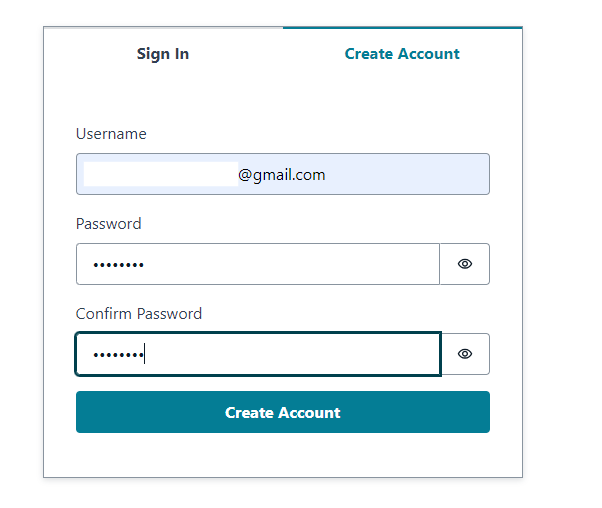 Sign In
Create Account
Username
@gmail.com
Password
••••••••
Confirm Password
••••••••
Create Account